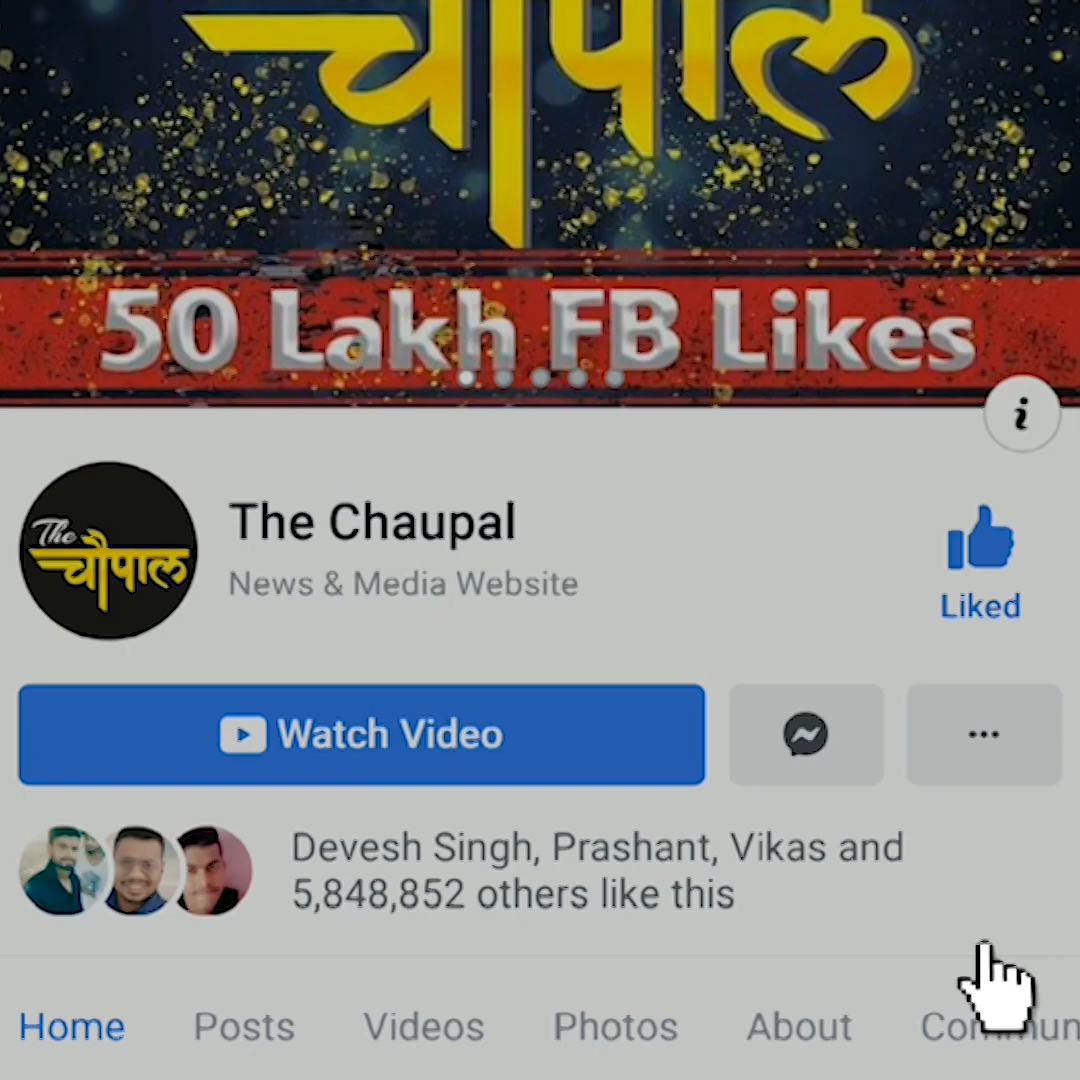 चौपाल
50 Lakh FB Likes
i
The
चौपाल
The Chaupal
News & Media Website
Liked
Watch Video
Devesh Singh, Prashant, Vikas and
5,848,852 others like this
Home Posts Videos Photos About